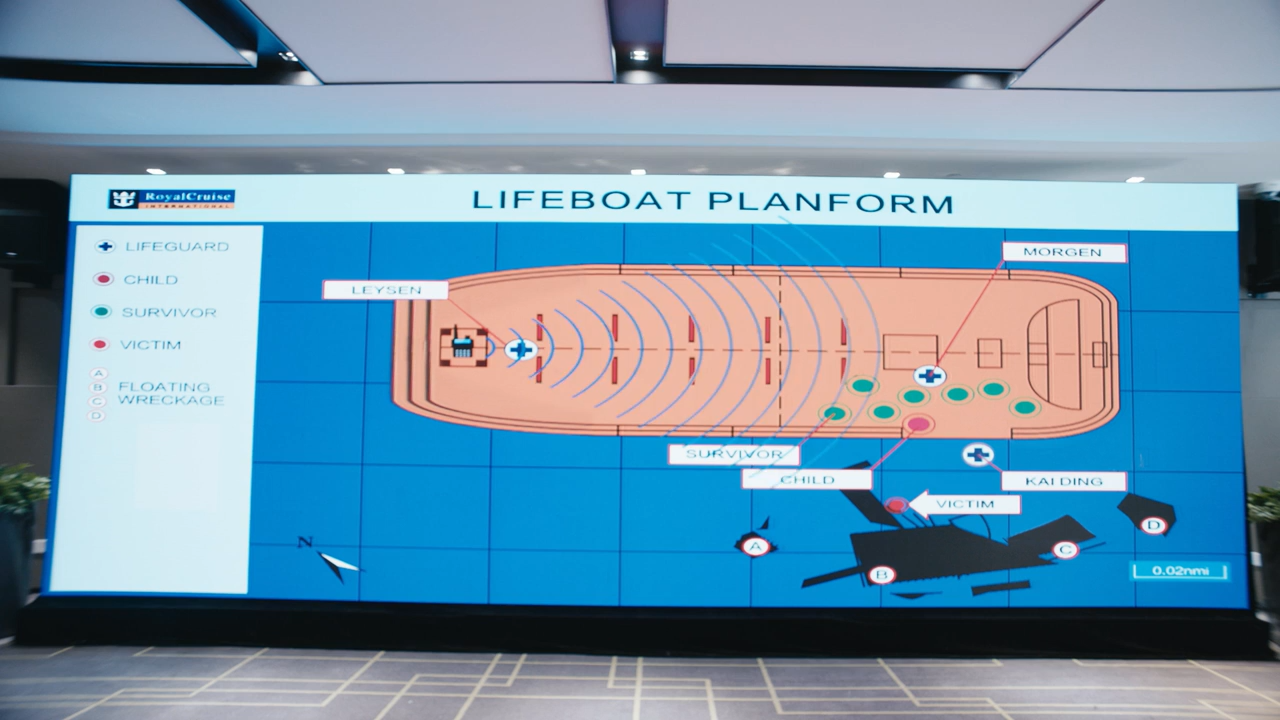 RoyalCruise
INTERNATIONAL
LIFEBOAT PLANFORM
LIFEGUARD
CHILD
SURVIVOR
VICTIM
A
B
C
D
FLOATING
WRECKAGE
LEYSEN
MORGEN
SURVIVOR
CHILD
KAI DING
VICTIM
A
B
C
D
N
0.02nmi